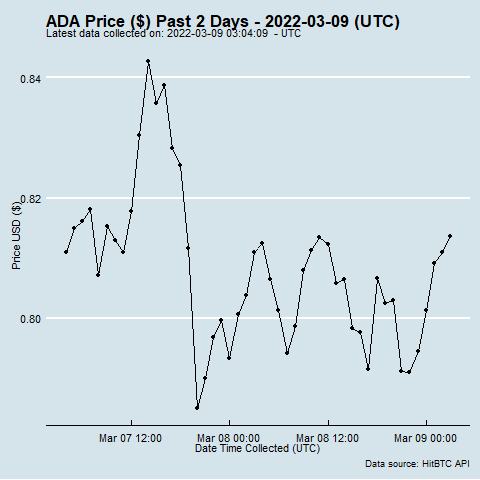 ADA Price ($) Past 2 Days - 2022-03-09 (UTC)
Latest data collected on: 2022-03-09 03:04:09 - UTC
0.84
0.82
0.80
Price USD ($)
Mar 07 12:00 Mar 08 00:00 Mar 08 12:00 Mar 09 00:00
Date Time Collected (UTC)
Data source: HitBTC API